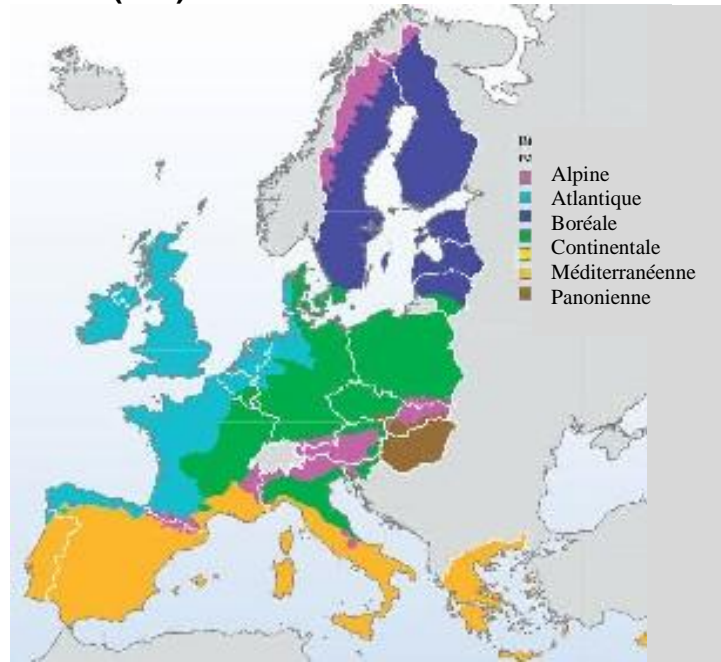 Alpine
Atlantique
Boréale
Continentale
Méditerranéenne
Panonienne